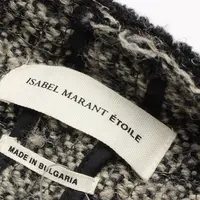 ISABEL MARANT ÉTOILE
MADE IN BULGARIA